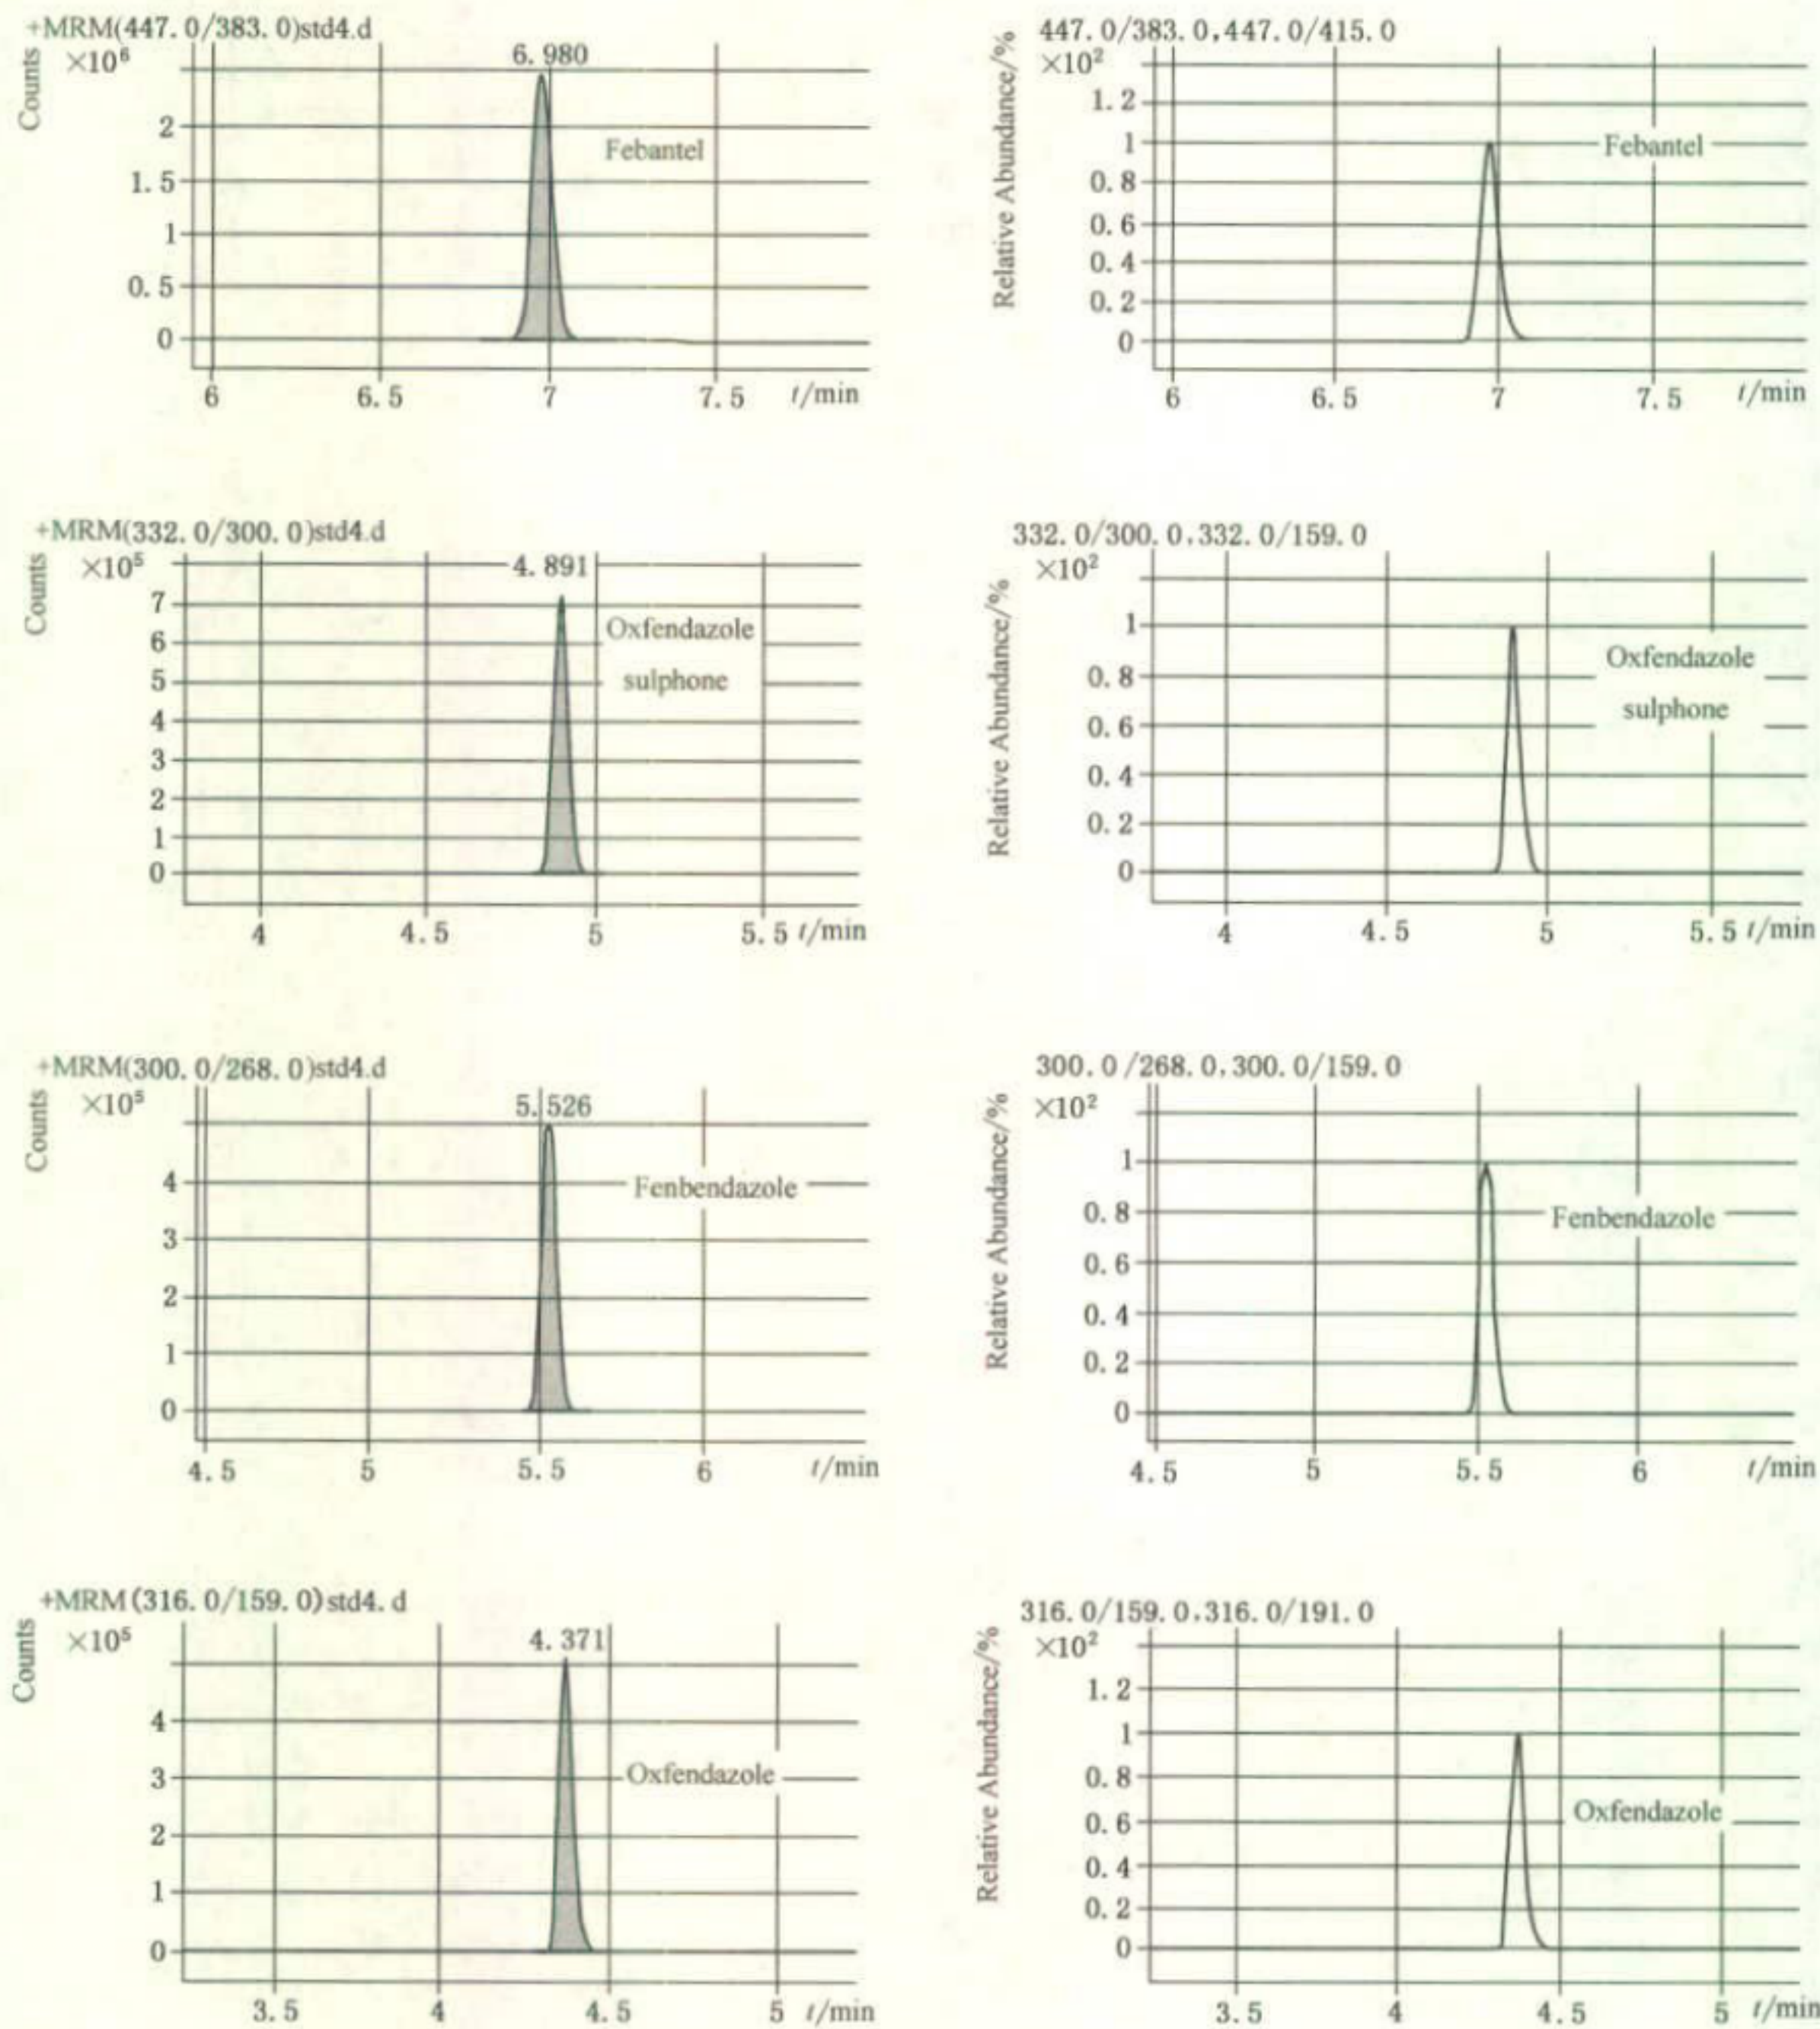 +MRM(447.0/383.0)std4.d
Counts
×10⁶
6.980
2
1.5
1
0.5
0
Febantel
6 6.5 7 7.5 t/min
447.0/383.0,447.0/415.0
Relative Abundance/%
×10²
1.2
1
0.8
0.6
0.4
0.2
0
Febantel
6 6.5 7 7.5 t/min
+MRM(332.0/300.0)std4.d
Counts
×10⁵
4.891
7
6
5
4
3
2
1
0
Oxfendazole
sulphone
4 4.5 5 5.5 t/min
332.0/300.0,332.0/159.0
Relative Abundance/%
×10²
1
0.8
0.6
0.4
0.2
0
Oxfendazole
sulphone
4 4.5 5 5.5 t/min
+MRM(300.0/268.0)std4.d
Counts
×10⁵
5.526
4
3
2
1
0
Fenbendazole
4.5 5 5.5 6 t/min
300.0/268.0,300.0/159.0
Relative Abundance/%
×10²
1
0.8
0.6
0.4
0.2
0
Fenbendazole
4.5 5 5.5 6 t/min
+MRM(316.0/159.0)std4.d
Counts
×10⁵
4.371
4
3
2
1
0
Oxfendazole
3.5 4 4.5 5 t/min
316.0/159.0,316.0/191.0
Relative Abundance/%
×10²
1.2
1
0.8
0.6
0.4
0.2
0
Oxfendazole
3.5 4 4.5 5 t/min